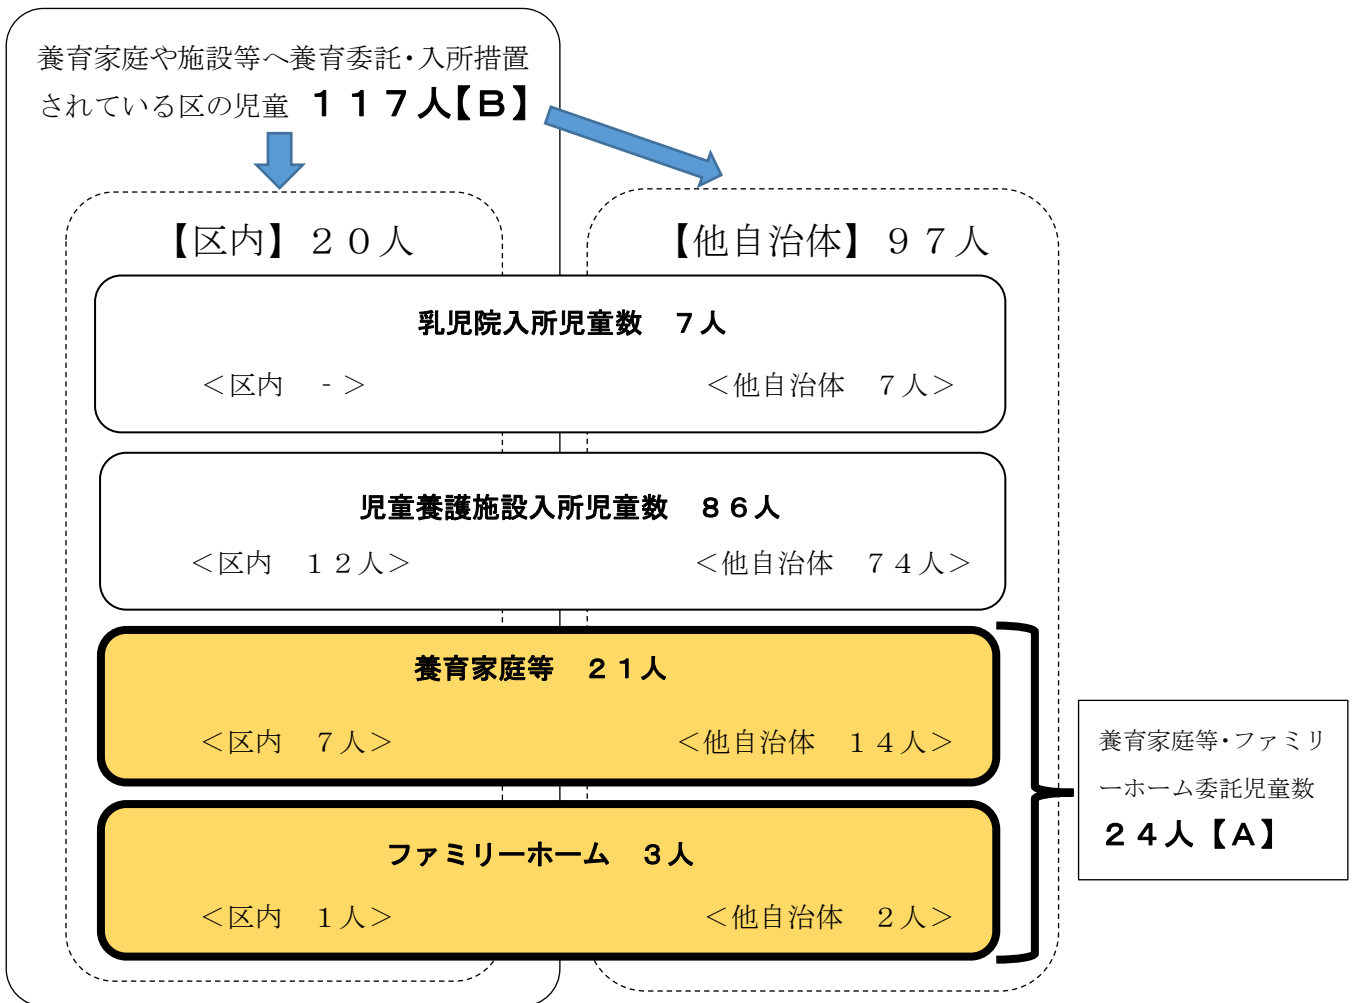 養育家庭や施設等へ養育委託・入所措置
されている区の児童 １１７人【Ｂ】
【区内】２０人
【他自治体】９７人
乳児院入所児童数　７人
＜区内　-＞
＜他自治体　７人＞
児童養護施設入所児童数　８６人
＜区内　１２人＞
＜他自治体　７４人＞
養育家庭等　２１人
＜区内　７人＞
＜他自治体　１４人＞
ファミリーホーム　３人
＜区内　１人＞
＜他自治体　２人＞
養育家庭等・ファミリ
ーホーム委託児童数
２４人【Ａ】